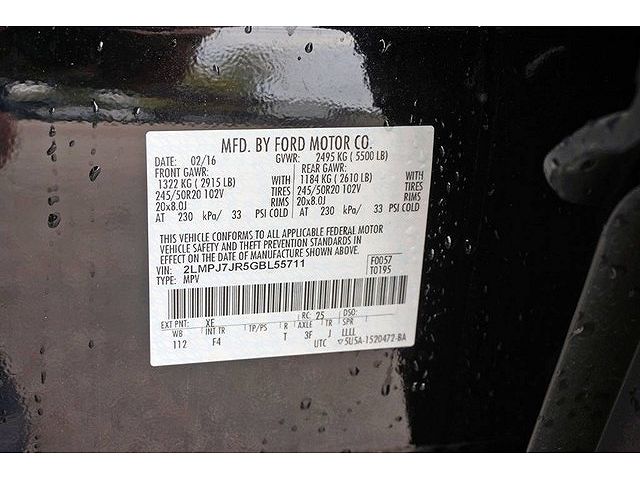 MFD. BY FORD MOTOR CO.
DATE: 02/16 GVWR: 2495 KG ( 5500 LB)
FRONT GAWR: REAR GAWR:
1322 KG ( 2915 LB) WITH 1184 KG ( 2610 LB) WITH
245/50R20 102V TIRES 245/50R20 102V TIRES
20x8.0J RIMS 20x8.0J RIMS
AT 230 kPa/ 33 PSI COLD AT 230 kPa/ 33 PSI COLD
THIS VEHICLE CONFORMS TO ALL APPLICABLE FEDERAL MOTOR
VEHICLE SAFETY AND THEFT PREVENTION STANDARDS IN
EFFECT ON THE DATE OF MANUFACTURE SHOWN ABOVE.
VIN: 2LMPJ7JR5GBL55711 F0057
TYPE: MPV T0195
EXT PNT: XE RC: 25 DSO:
WB INT TR TP/PS R AXLE TR SPR
112 F4 T 3F J LLLL
UTC ▽5U5A-1520472-BA